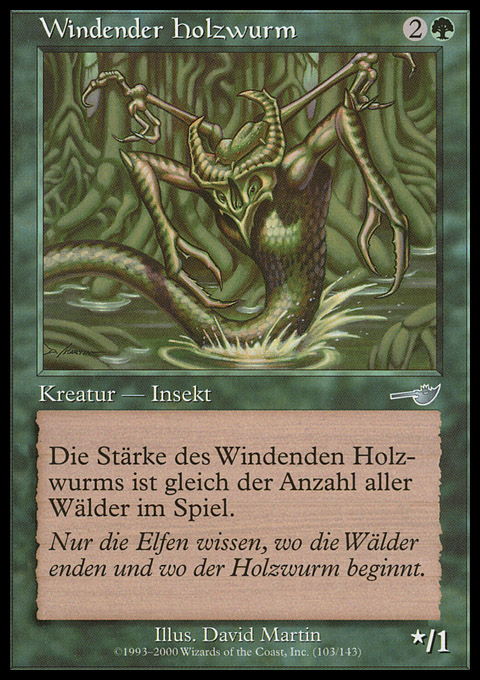 Windender Holzwurm 2
Kreatur — Insekt
Die Stärke des Windenden Holz-
wurms ist gleich der Anzahl aller
Wälder im Spiel.
Nur die Elfen wissen, wo die Wälder
enden und wo der Holzwurm beginnt.
Illus. David Martin
©1993–2000 Wizards of the Coast, Inc. (103/143)
*/1